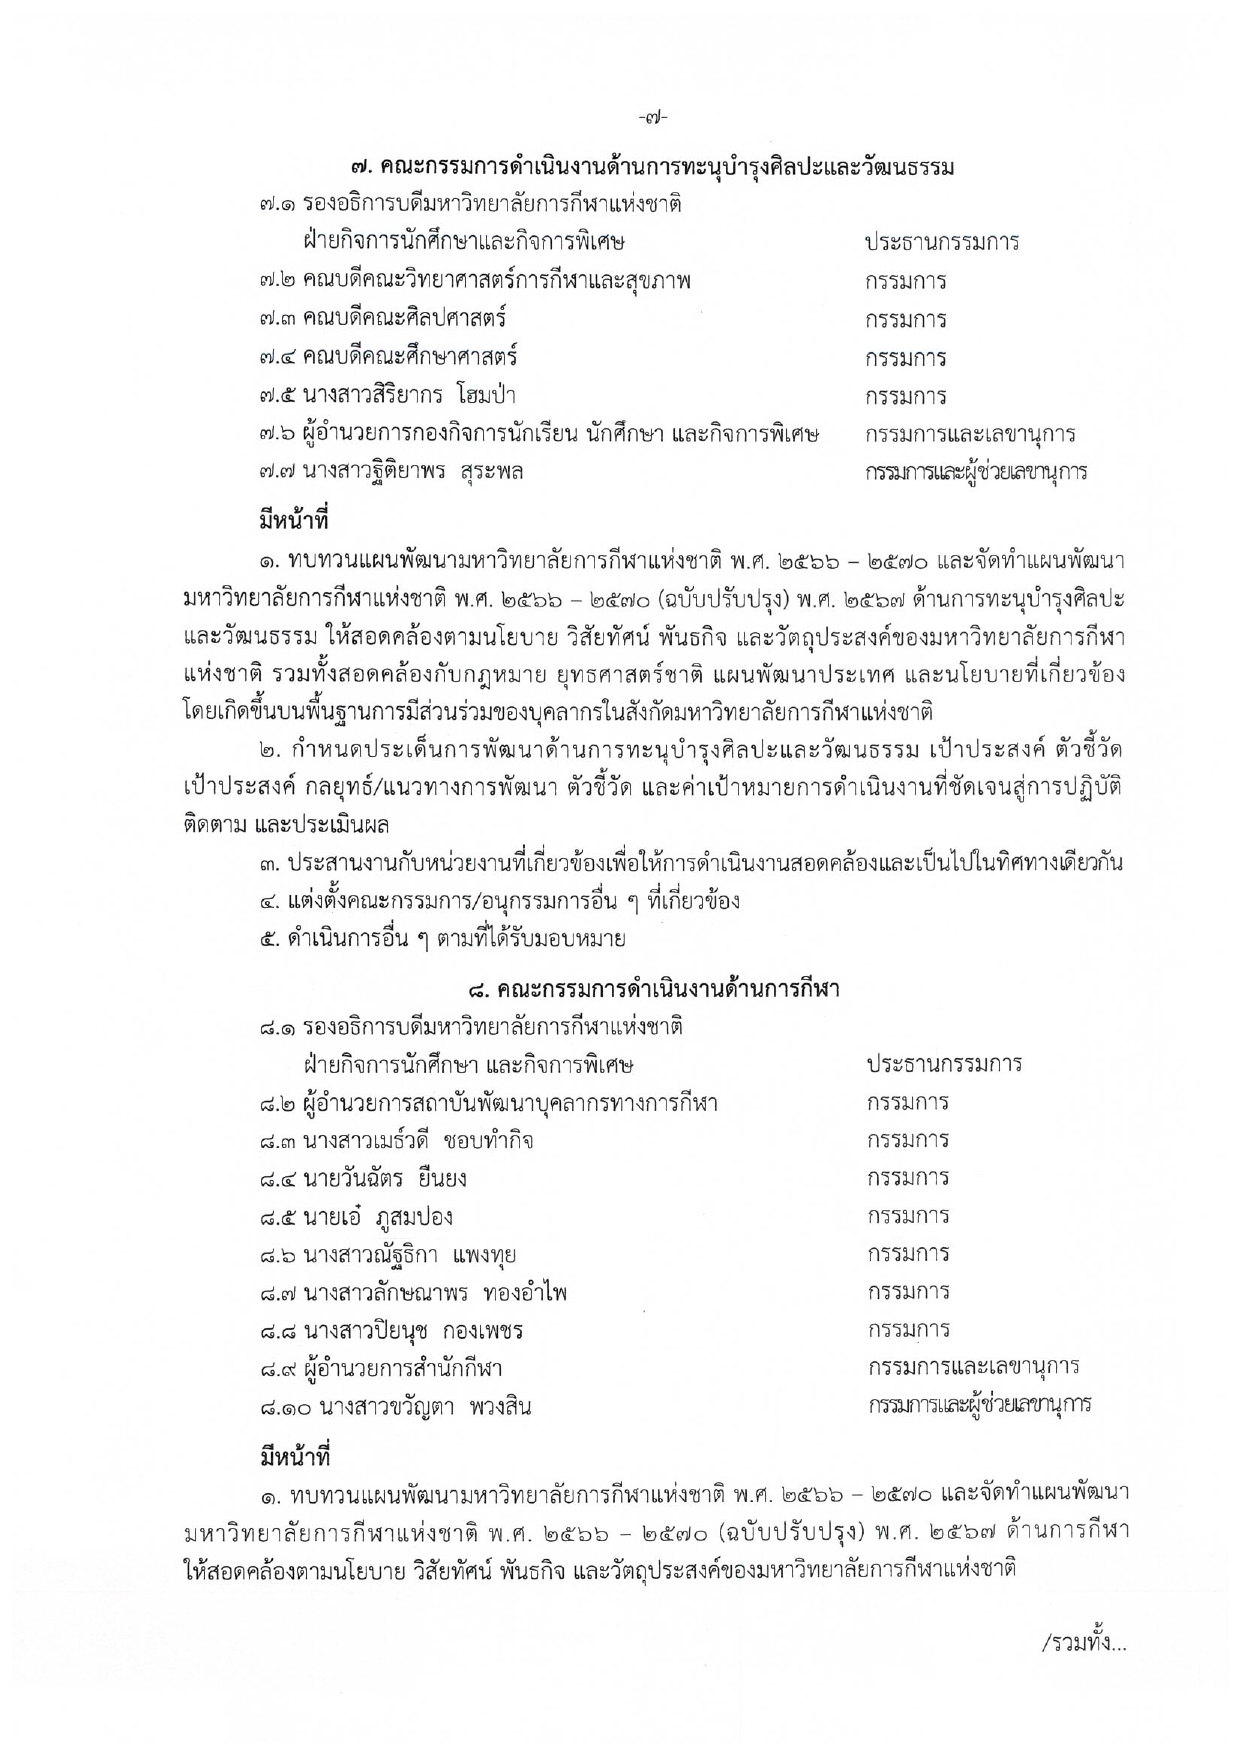 -๗-
๗. คณะกรรมการดำเนินงานด้านการทะนุบำรุงศิลปะและวัฒนธรรม
๗.๑ รองอธิการบดีมหาวิทยาลัยการกีฬาแห่งชาติ
ฝ่ายกิจการนักศึกษาและกิจการพิเศษ ประธานกรรมการ
๗.๒ คณบดีคณะวิทยาศาสตร์การกีฬาและสุขภาพ กรรมการ
๗.๓ คณบดีคณะศิลปศาสตร์ กรรมการ
๗.๔ คณบดีคณะศึกษาศาสตร์ กรรมการ
๗.๕ นางสาวสิริยากร โฮมป่า กรรมการ
๗.๖ ผู้อำนวยการกองกิจการนักเรียน นักศึกษา และกิจการพิเศษ กรรมการและเลขานุการ
๗.๗ นางสาวฐิติยาพร สุระพล กรรมการและผู้ช่วยเลขานุการ
มีหน้าที่
๑. ทบทวนแผนพัฒนามหาวิทยาลัยการกีฬาแห่งชาติ พ.ศ. ๒๕๖๖ – ๒๕๗๐ และจัดทำแผนพัฒนา
มหาวิทยาลัยการกีฬาแห่งชาติ พ.ศ. ๒๕๖๖ – ๒๕๗๐ (ฉบับปรับปรุง) พ.ศ. ๒๕๖๗ ด้านการทะนุบำรุงศิลปะ
และวัฒนธรรม ให้สอดคล้องตามนโยบาย วิสัยทัศน์ พันธกิจ และวัตถุประสงค์ของมหาวิทยาลัยการกีฬา
แห่งชาติ รวมทั้งสอดคล้องกับกฎหมาย ยุทธศาสตร์ชาติ แผนพัฒนาประเทศ และนโยบายที่เกี่ยวข้อง
โดยเกิดขึ้นบนพื้นฐานการมีส่วนร่วมของบุคลากรในสังกัดมหาวิทยาลัยการกีฬาแห่งชาติ
๒. กำหนดประเด็นการพัฒนาด้านการทะนุบำรุงศิลปะและวัฒนธรรม เป้าประสงค์ ตัวชี้วัด
เป้าประสงค์ กลยุทธ์/แนวทางการพัฒนา ตัวชี้วัด และค่าเป้าหมายการดำเนินงานที่ชัดเจนสู่การปฏิบัติ
ติดตาม และประเมินผล
๓. ประสานงานกับหน่วยงานที่เกี่ยวข้องเพื่อให้การดำเนินงานสอดคล้องและเป็นไปในทิศทางเดียวกัน
๔. แต่งตั้งคณะกรรมการ/อนุกรรมการอื่น ๆ ที่เกี่ยวข้อง
๕. ดำเนินการอื่น ๆ ตามที่ได้รับมอบหมาย
๘. คณะกรรมการดำเนินงานด้านการกีฬา
๘.๑ รองอธิการบดีมหาวิทยาลัยการกีฬาแห่งชาติ
ฝ่ายกิจการนักศึกษา และกิจการพิเศษ ประธานกรรมการ
๘.๒ ผู้อำนวยการสถาบันพัฒนาบุคลากรทางการกีฬา กรรมการ
๘.๓ นางสาวเมธ์วดี ชอบทำกิจ กรรมการ
๘.๔ นายวันฉัตร ยืนยง กรรมการ
๘.๕ นายเอ๋ ภูสมปอง กรรมการ
๘.๖ นางสาวณัฐธิกา แพงทุย กรรมการ
๘.๗ นางสาวลักษณาพร ทองอำไพ กรรมการ
๘.๘ นางสาวปิยนุช กองเพชร กรรมการ
๘.๙ ผู้อำนวยการสำนักกีฬา กรรมการและเลขานุการ
๘.๑๐ นางสาวขวัญตา พวงสิน กรรมการและผู้ช่วยเลขานุการ
มีหน้าที่
๑. ทบทวนแผนพัฒนามหาวิทยาลัยการกีฬาแห่งชาติ พ.ศ. ๒๕๖๖ – ๒๕๗๐ และจัดทำแผนพัฒนา
มหาวิทยาลัยการกีฬาแห่งชาติ พ.ศ. ๒๕๖๖ – ๒๕๗๐ (ฉบับปรับปรุง) พ.ศ. ๒๕๖๗ ด้านการกีฬา
ให้สอดคล้องตามนโยบาย วิสัยทัศน์ พันธกิจ และวัตถุประสงค์ของมหาวิทยาลัยการกีฬาแห่งชาติ
/รวมทั้ง...